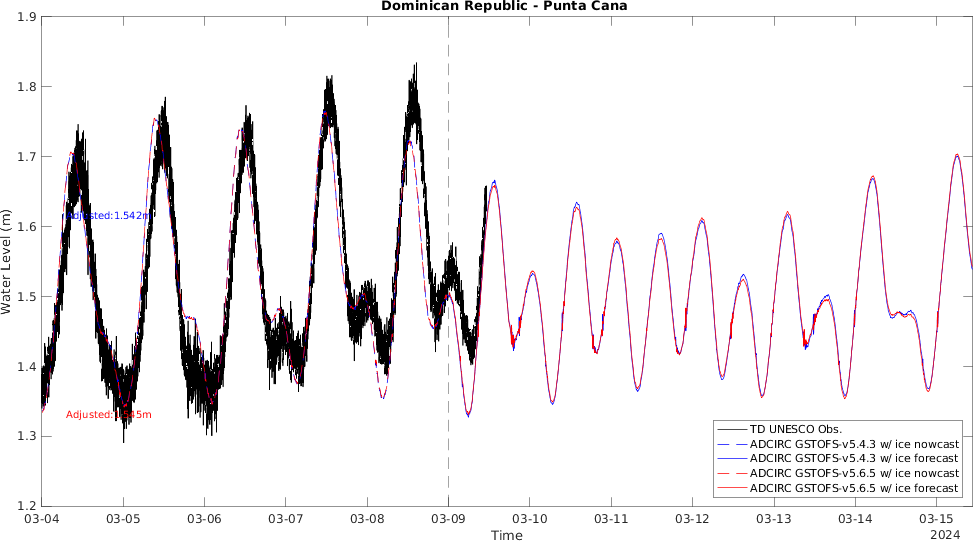 Dominican Republic - Punta Cana
1.9
1.8
1.7
1.6
1.5
1.4
1.3
1.2
Water Level (m)
Adjusted:1.542m
TD UNESCO Obs.
ADCIRC GSTOFS-v5.4.3 w/ ice nowcast
ADCIRC GSTOFS-v5.4.3 w/ ice forecast
ADCIRC GSTOFS-v5.6.5 w/ ice nowcast
ADCIRC GSTOFS-v5.6.5 w/ ice forecast
03-04 03-05 03-06 03-07 03-08 03-09 03-10 03-11 03-12 03-13 03-14 03-15
Time
2024